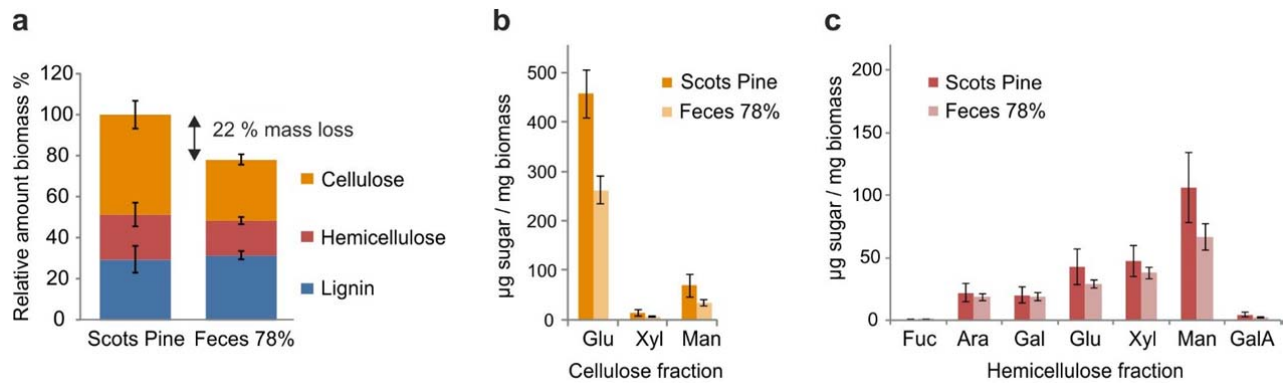 a
Relative amount biomass %
120
100
80
60
40
20
0
22 % mass loss
Cellulose
Hemicellulose
Lignin
Scots Pine
Feces 78%
b
µg sugar / mg biomass
500
400
300
200
100
0
Scots Pine
Feces 78%
Glu
Xyl
Man
Cellulose fraction
c
µg sugar / mg biomass
200
150
100
50
0
Scots Pine
Feces 78%
Fuc
Ara
Gal
Glu
Xyl
Man
GalA
Hemicellulose fraction